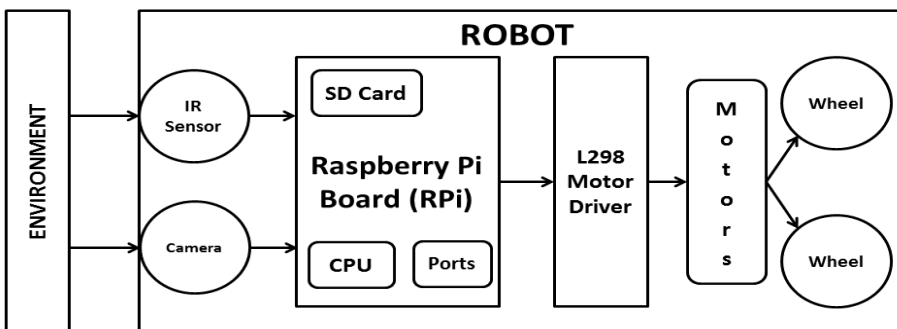 ROBOT
ENVIRONMENT
IR
Sensor
Camera
SD Card
Raspberry Pi
Board (RPi)
CPU
Ports
L298
Motor
Driver
M
o
t
o
r
s
Wheel
Wheel